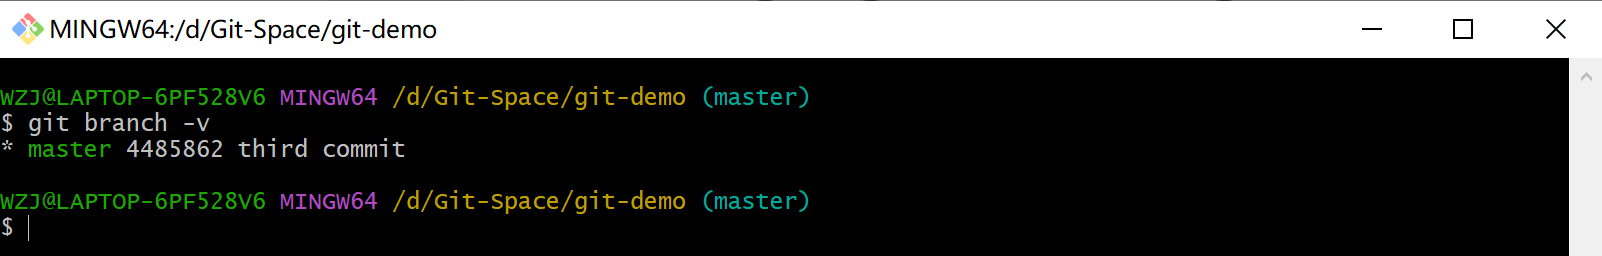 MINGW64:/d/Git-Space/git-demo
WZJ@LAPTOP-6PF528V6 MINGW64 /d/Git-Space/git-demo (master)
$ git branch -v
* master 4485862 third commit
WZJ@LAPTOP-6PF528V6 MINGW64 /d/Git-Space/git-demo (master)
$